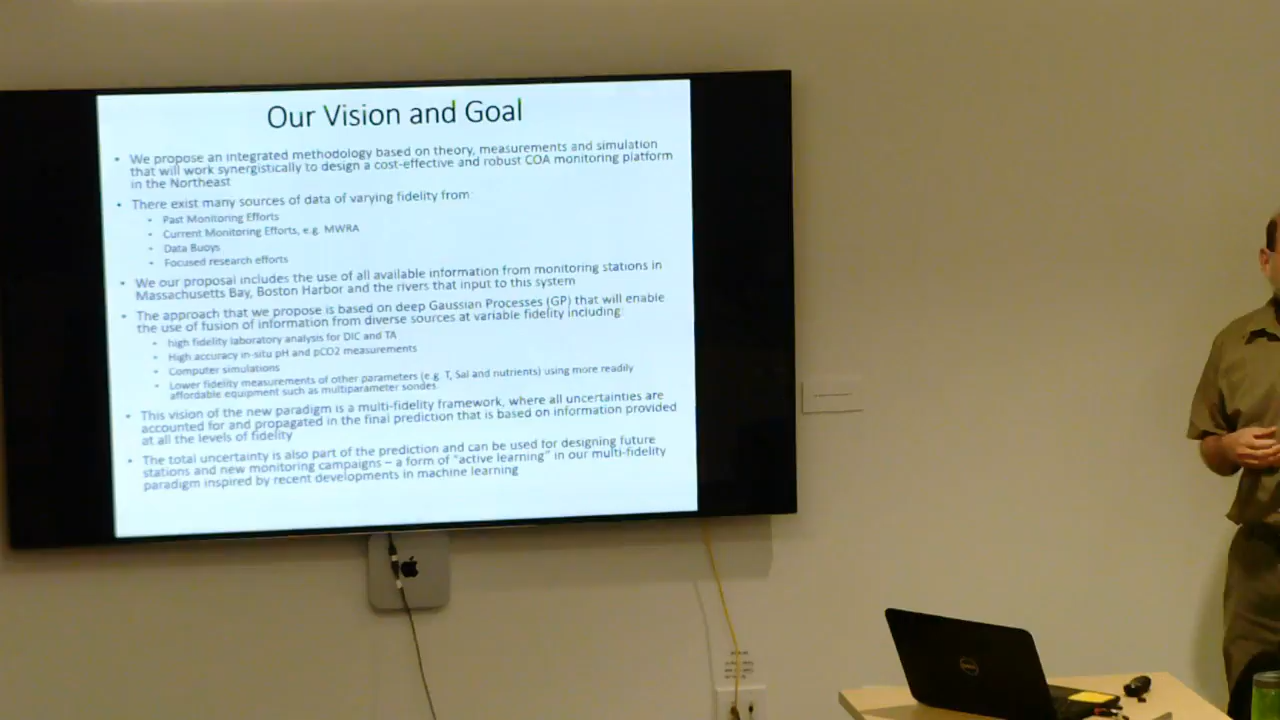 Our Vision and Goal
• We propose an integrated methodology based on theory, measurements and simulation
that will work synergistically to design a cost-effective and robust COA monitoring platform
in the Northeast
• There exist many sources of data of varying fidelity from
• Past Monitoring Efforts
• Current Monitoring Efforts, e.g. MWRA
• Data Buoys
• Focused research efforts
• We our proposal includes the use of all available information from monitoring stations in
Massachusetts Bay, Boston Harbor and the rivers that input to this system
• The approach that we propose is based on deep Gaussian Processes (GP) that will enable
the use of fusion of information from diverse sources at variable fidelity including:
• high fidelity laboratory analysis for DIC and TA
• High accuracy in-situ pH and pCO2 measurements
• Computer simulations
• Lower fidelity measurements of other parameters (e.g. T, Sal and nutrients) using more readily
affordable equipment such as multiparameter sondes.
• This vision of the new paradigm is a multi-fidelity framework, where all uncertainties are
accounted for and propagated in the final prediction that is based on information provided
at all the levels of fidelity
• The total uncertainty is also part of the prediction and can be used for designing future
stations and new monitoring campaigns – a form of "active learning" in our multi-fidelity
paradigm inspired by recent developments in machine learning
DELL